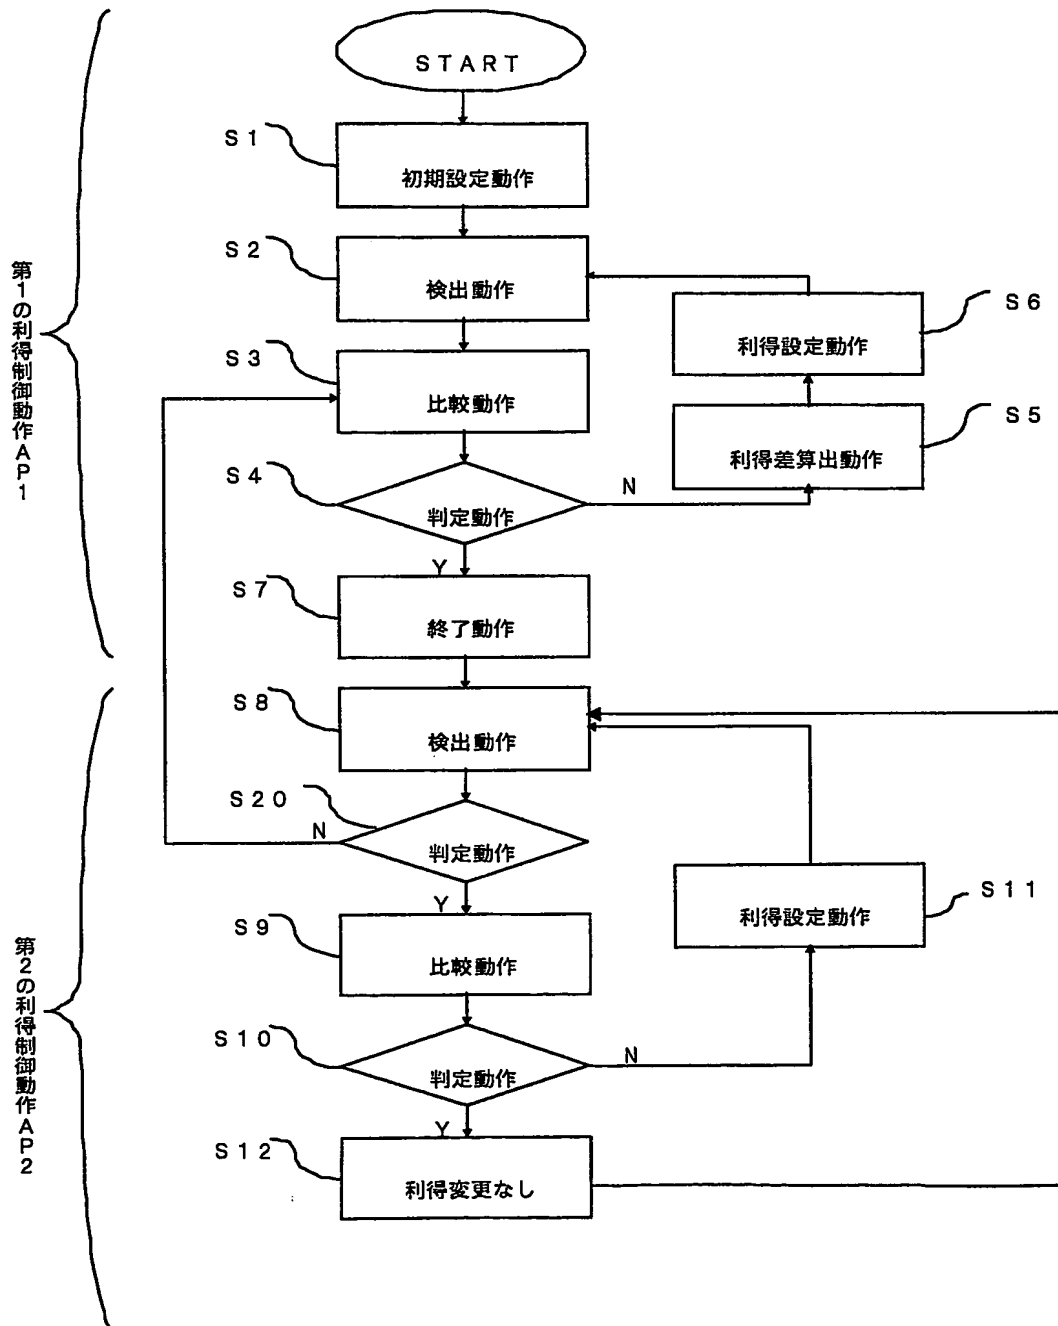 START
S1
初期設定動作
S2
検出動作
S6
利得設定動作
S3
比較動作
S5
利得差算出動作
S4
判定動作
N
Y
S7
終了動作
第1の利得制御動作AP1
S8
検出動作
S20
N
判定動作
Y
S11
利得設定動作
S9
比較動作
S10
判定動作
N
Y
S12
利得変更なし
第2の利得制御動作AP2